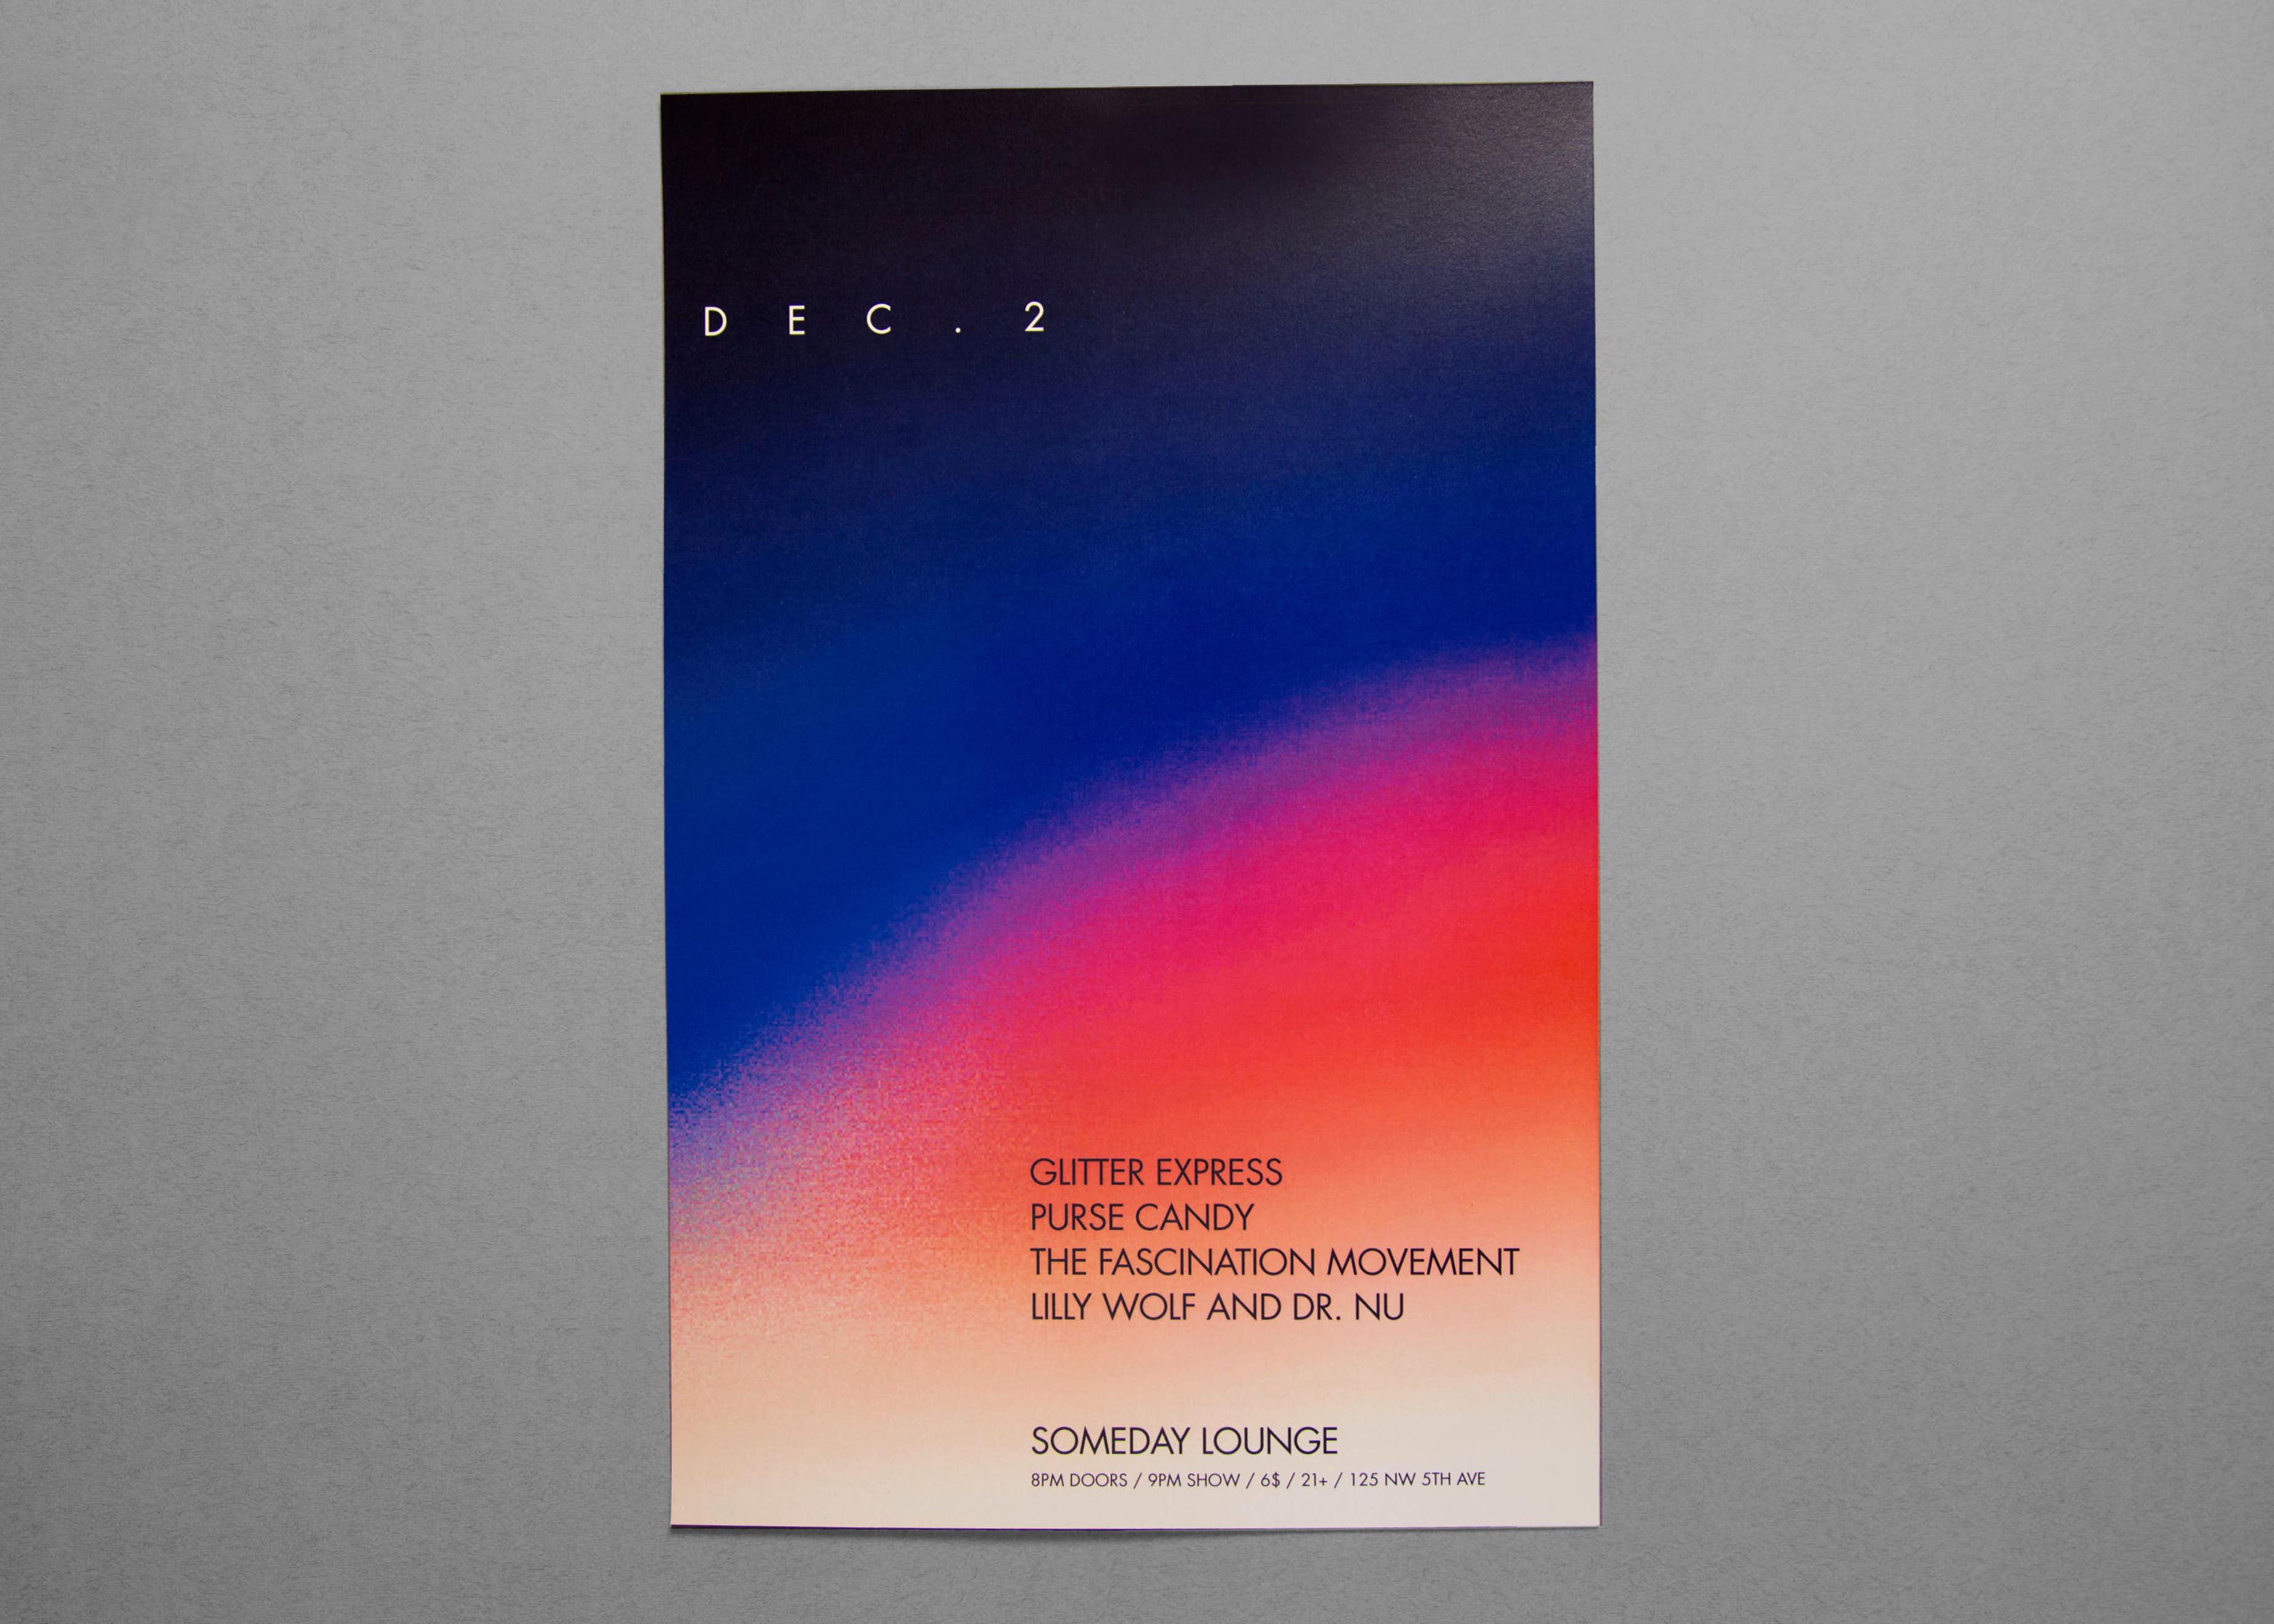 DEC. 2
GLITTER EXPRESS
PURSE CANDY
THE FASCINATION MOVEMENT
LILLY WOLF AND DR. NU
SOMEDAY LOUNGE
8PM DOORS / 9PM SHOW / 6$ / 21+ / 125 NW 5TH AVE